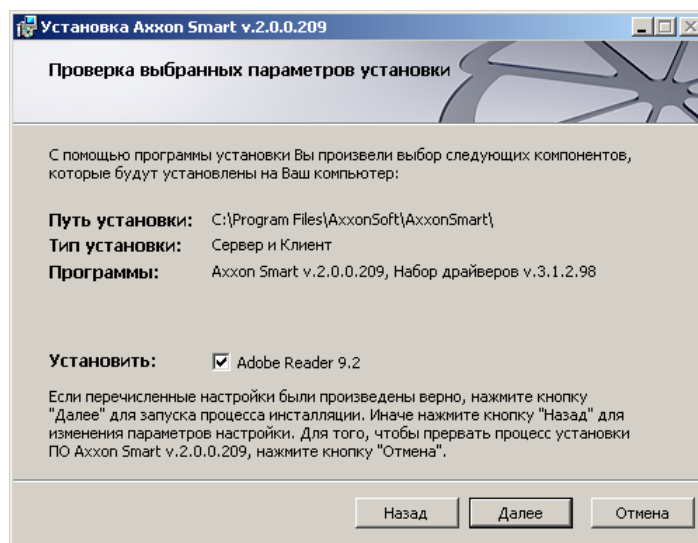 Установка Axxon Smart v.2.0.0.209
Проверка выбранных параметров установки
С помощью программы установки Вы произвели выбор следующих компонентов,
которые будут установлены на Ваш компьютер:
Путь установки: C:\Program Files\AxxonSoft\AxxonSmart\
Тип установки: Сервер и Клиент
Программы: Axxon Smart v.2.0.0.209, Набор драйверов v.3.1.2.98
Установить: Adobe Reader 9.2
Если перечисленные настройки были произведены верно, нажмите кнопку
"Далее" для запуска процесса инсталляции. Иначе нажмите кнопку "Назад" для
изменения параметров настройки. Для того, чтобы прервать процесс установки
ПО Axxon Smart v.2.0.0.209, нажмите кнопку "Отмена".
Назад Далее Отмена